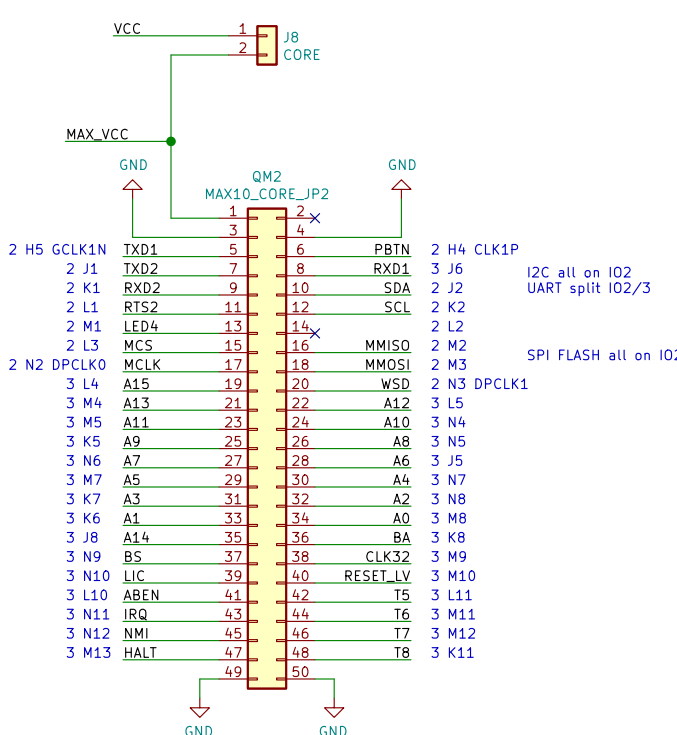 VCC 1 J8
2 CORE
MAX_VCC
GND GND
QM2
MAX10_CORE_JP2
1 2
3 4
2 H5 GCLK1N TXD1 5 6 PBTN 2 H4 CLK1P
2 J1 TXD2 7 8 RXD1 3 J6 I2C all on IO2
2 K1 RXD2 9 10 SDA 2 J2 UART split IO2/3
2 L1 RTS2 11 12 SCL 2 K2
2 M1 LED4 13 14 2 L2
2 L3 MCS 15 16 MMISO 2 M2
2 N2 DPCLK0 MCLK 17 18 MMOSI 2 M3 SPI FLASH all on IO2
3 L4 A15 19 20 WSD 2 N3 DPCLK1
3 M4 A13 21 22 A12 3 L5
3 M5 A11 23 24 A10 3 N4
3 K5 A9 25 26 A8 3 N5
3 N6 A7 27 28 A6 3 J5
3 M7 A5 29 30 A4 3 N7
3 K7 A3 31 32 A2 3 N8
3 K6 A1 33 34 A0 3 M8
3 J8 A14 35 36 BA 3 K8
3 N9 BS 37 38 CLK32 3 M9
3 N10 LIC 39 40 RESET_LV 3 M10
3 L10 ABEN 41 42 T5 3 L11
3 N11 IRQ 43 44 T6 3 M11
3 N12 NMI 45 46 T7 3 M12
3 M13 HALT 47 48 T8 3 K11
49 50
GND GND